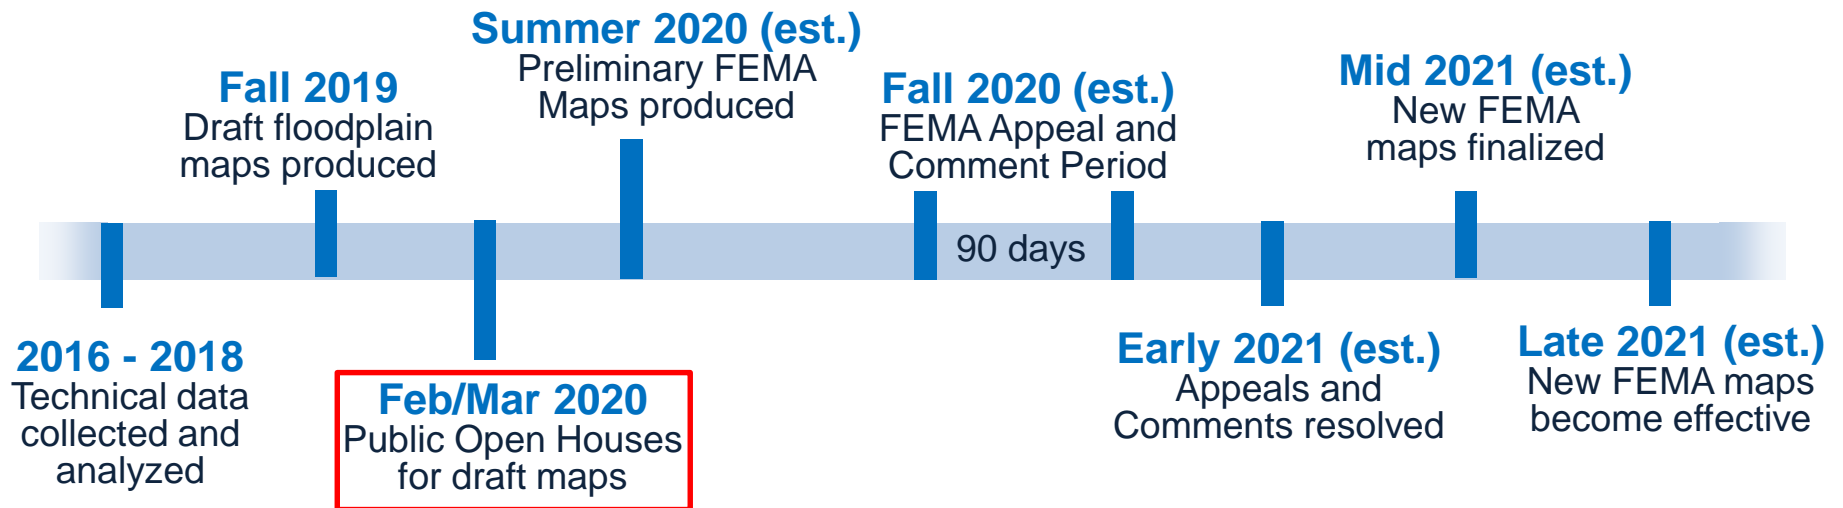 2016 - 2018
Technical data
collected and
analyzed
Fall 2019
Draft floodplain
maps produced
Feb/Mar 2020
Public Open Houses
for draft maps
Summer 2020 (est.)
Preliminary FEMA
Maps produced
Fall 2020 (est.)
FEMA Appeal and
Comment Period
90 days
Early 2021 (est.)
Appeals and
Comments resolved
Mid 2021 (est.)
New FEMA
maps finalized
Late 2021 (est.)
New FEMA maps
become effective